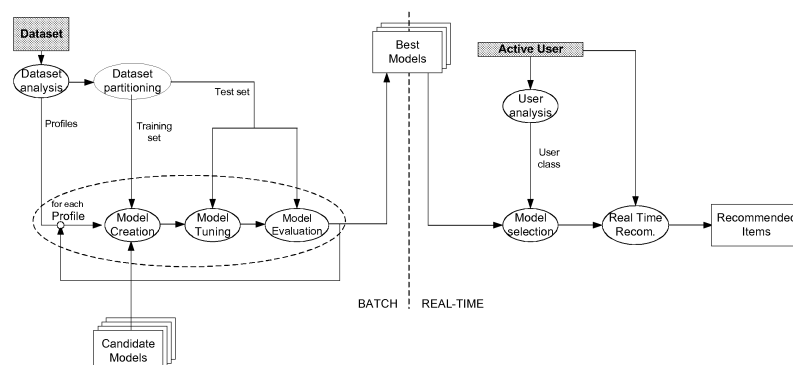 Dataset
Dataset
analysis
Dataset
partitioning
Test set
Profiles
Training
set
for each
Profile
Model
Creation
Model
Tuning
Model
Evaluation
Candidate
Models
Best
Models
BATCH
REAL-TIME
Active User
User
analysis
User
class
Model
selection
Real Time
Recom.
Recommended
Items